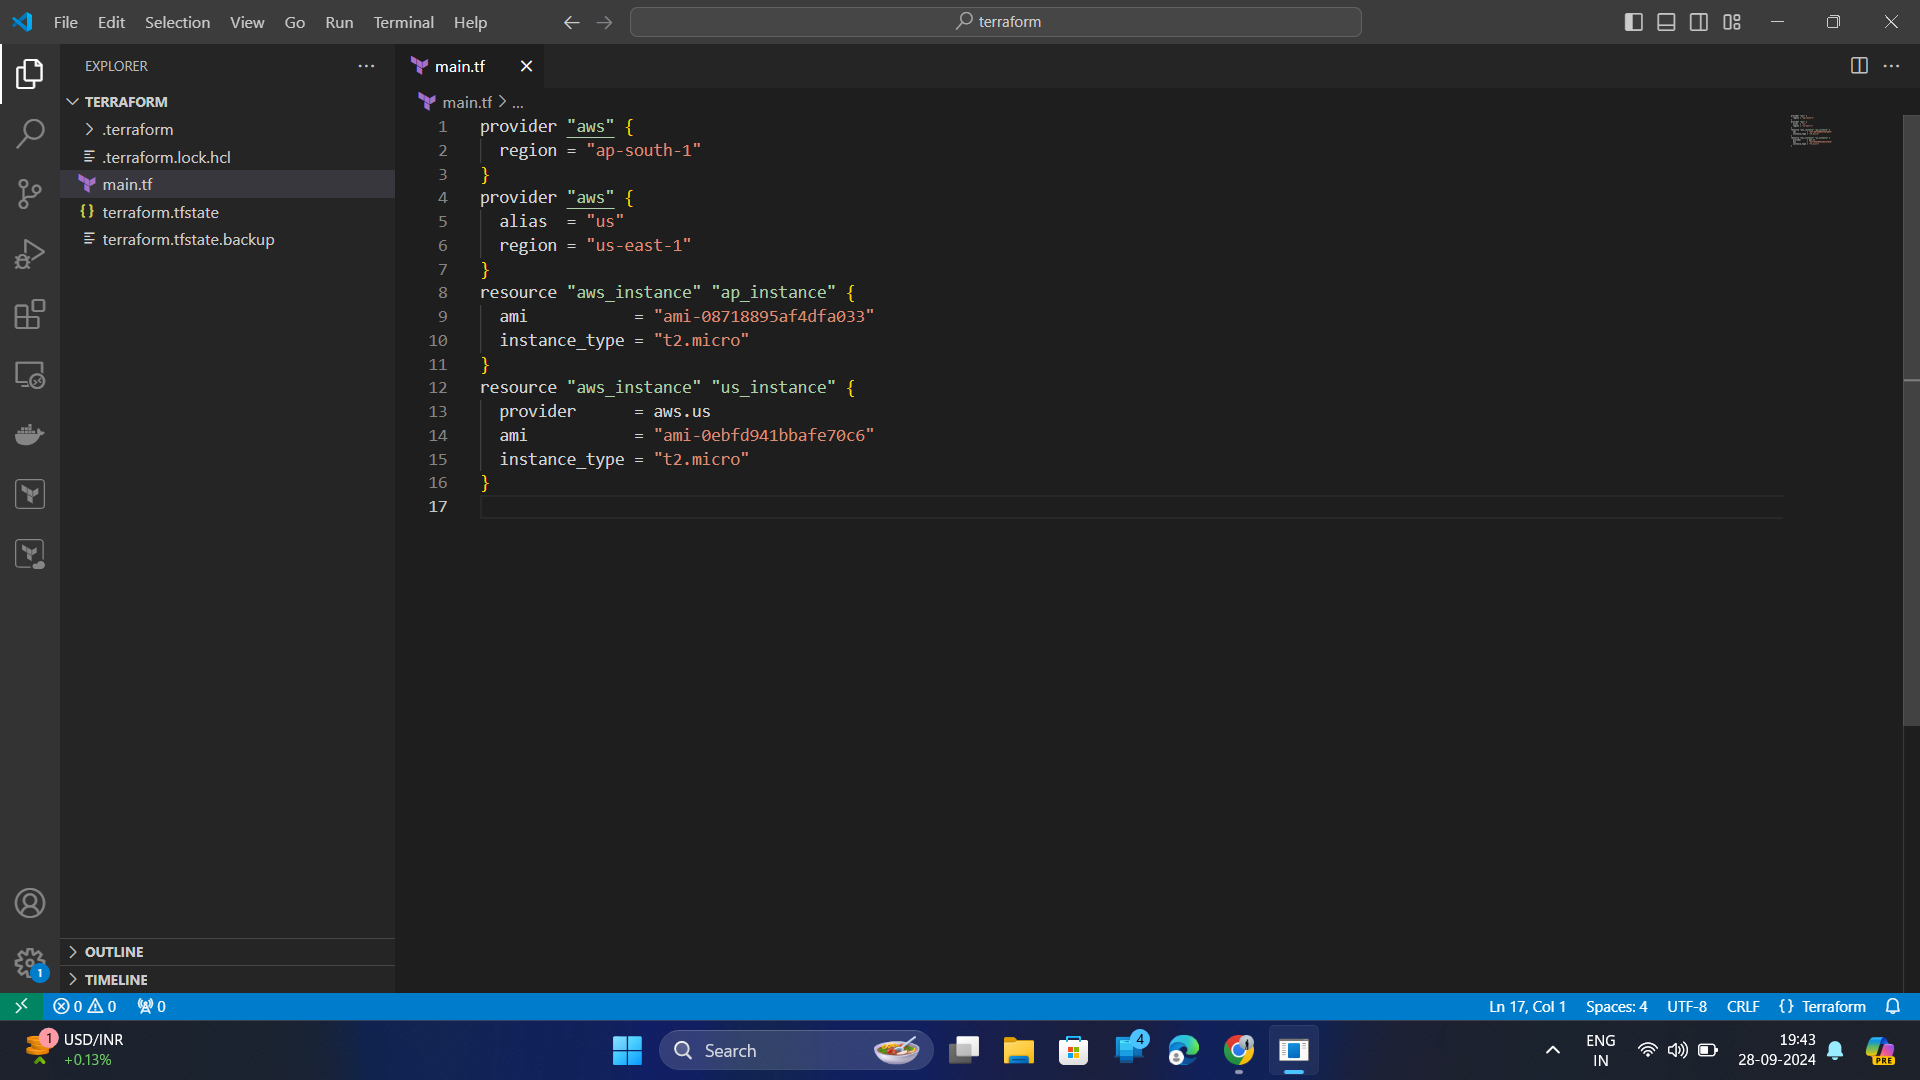 File Edit Selection View Go Run Terminal Help
terraform
EXPLORER
TERRAFORM
.terraform
.terraform.lock.hcl
main.tf
terraform.tfstate
terraform.tfstate.backup
OUTLINE
TIMELINE
main.tf
main.tf > ...
1 provider "aws" {
2 region = "ap-south-1"
3 }
4 provider "aws" {
5 alias = "us"
6 region = "us-east-1"
7 }
8 resource "aws_instance" "ap_instance" {
9 ami = "ami-08718895af4dfa033"
10 instance_type = "t2.micro"
11 }
12 resource "aws_instance" "us_instance" {
13 provider = aws.us
14 ami = "ami-0ebfd941bbafe70c6"
15 instance_type = "t2.micro"
16 }
17
1
0 0 0
Ln 17, Col 1 Spaces: 4 UTF-8 CRLF {} Terraform
1
USD/INR
+0.13%
Search
4
ENG
IN
19:43
28-09-2024
PRE